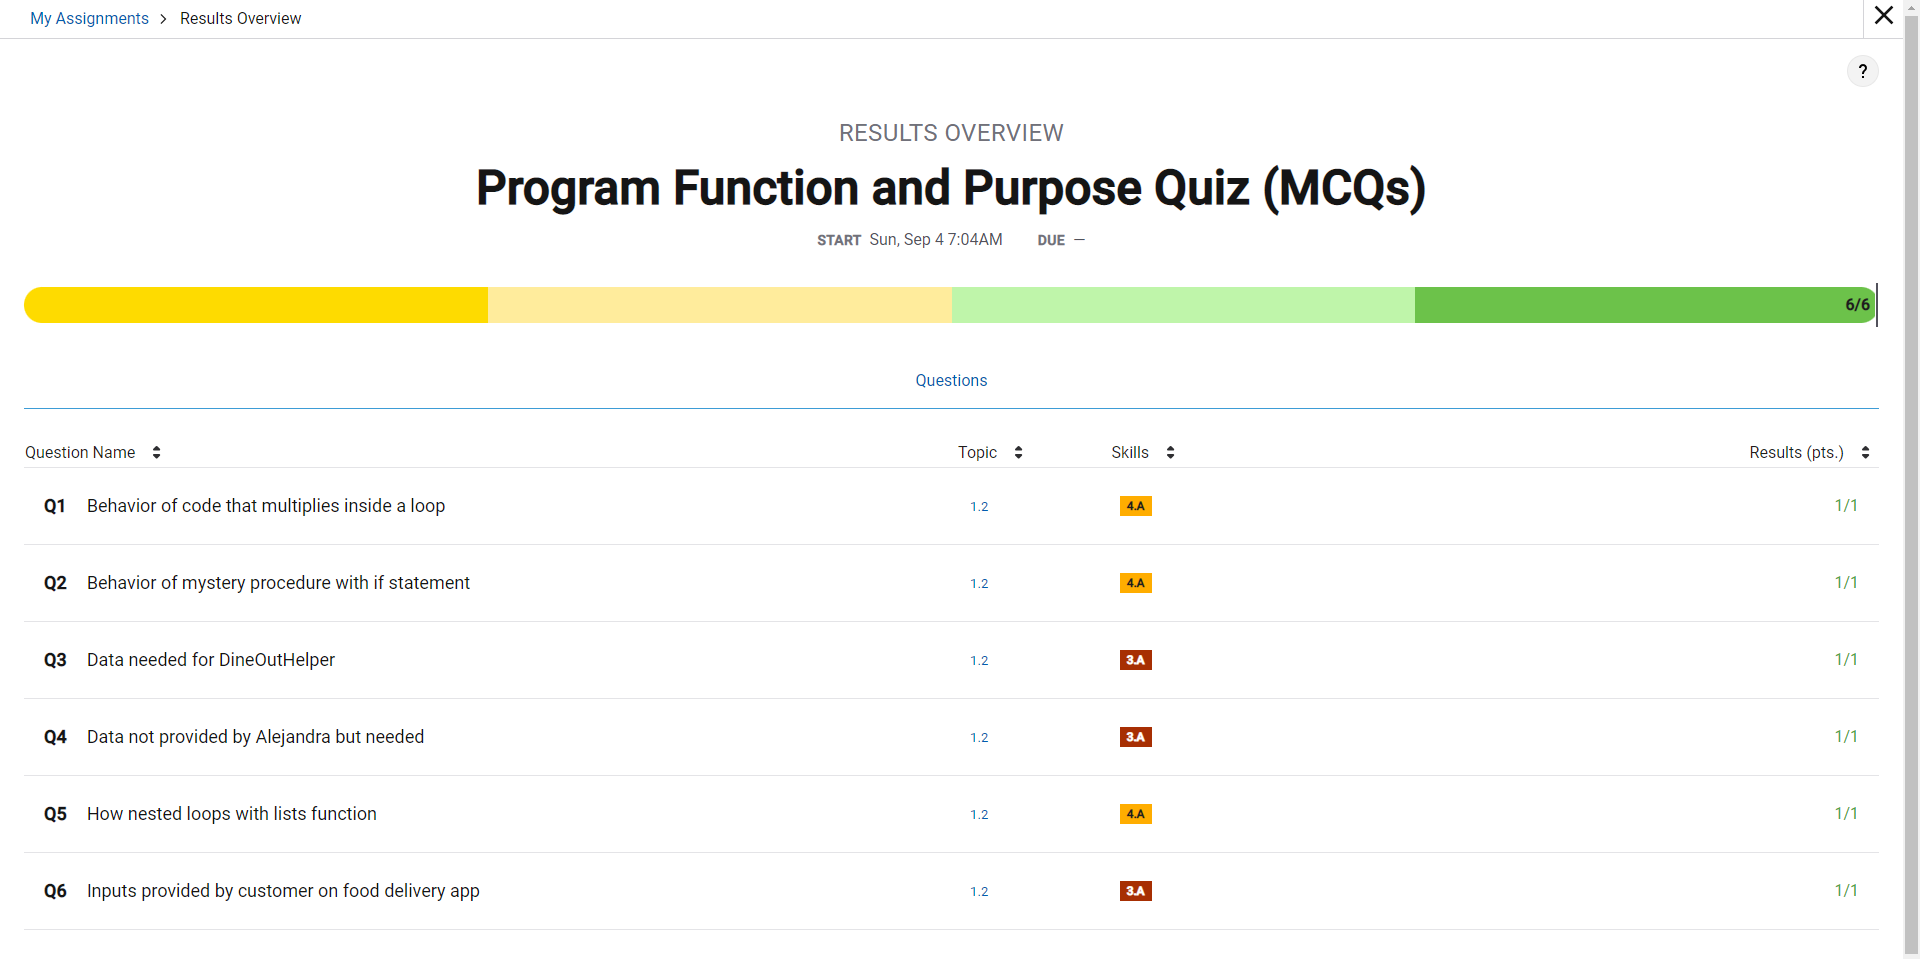 My Assignments > Results Overview
?
RESULTS OVERVIEW
Program Function and Purpose Quiz (MCQs)
START Sun, Sep 4 7:04AM DUE —
6/6
Questions
Question Name Topic Skills Results (pts.)
Q1 Behavior of code that multiplies inside a loop 1.2 4.A 1/1
Q2 Behavior of mystery procedure with if statement 1.2 4.A 1/1
Q3 Data needed for DineOutHelper 1.2 3.A 1/1
Q4 Data not provided by Alejandra but needed 1.2 3.A 1/1
Q5 How nested loops with lists function 1.2 4.A 1/1
Q6 Inputs provided by customer on food delivery app 1.2 3.A 1/1